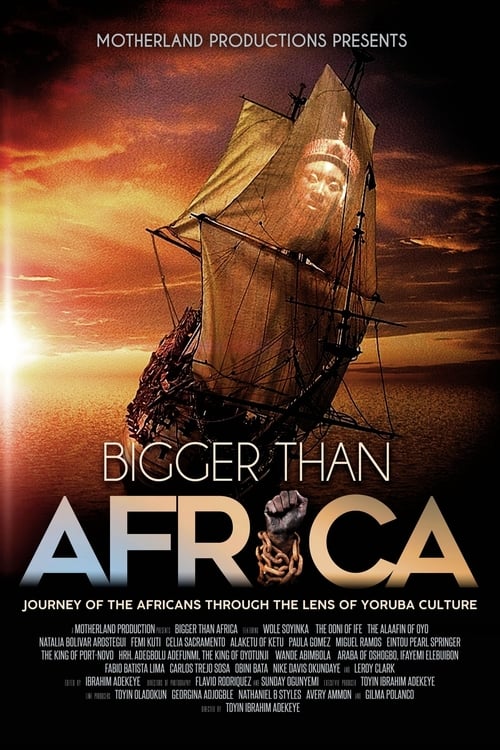 MOTHERLAND PRODUCTIONS PRESENTS
BIGGER THAN
AFRICA
JOURNEY OF THE AFRICANS THROUGH THE LENS OF YORUBA CULTURE
A MOTHERLAND PRODUCTION PRESENTS BIGGER THAN AFRICA FEATURING WOLE SOYINKA THE OONI OF IFE THE ALAAFIN OF OYO
NATALIA BOLIVAR AROSTEGUI FEMI KUTI CELIA SACRAMENTO ALAKETU OF KETU PAULA GOMEZ MIGUEL RAMOS EINTOU PEARL SPRINGER
THE KING OF PORT-NOVO HRH. ADEGBOLU ADEFUNMI, THE KING OF OYOTUNJI WANDE ABIMBOLA ARABA OF OSHOGBO, IFAYEMI ELEBUIBON
FABIO BATISTA LIMA CARLOS TREJO SOSA OBINI BATA NIKE DAVIS OKUNDAYE AND LEROY CLARK
EDITED BY IBRAHIM ADEKEYE DIRECTORS OF PHOTOGRAPHY FLAVIO RODRIQUEZ AND SUNDAY OGUNYEMI EXECUTIVE PRODUCER TOYIN IBRAHIM ADEKEYE
LINE PRODUCERS TOYIN OLADOKUN GEORGINA ADJOGBLE NATHANIEL B STYLES AVERY AMMON AND GILMA POLANCO
DIRECTED BY TOYIN IBRAHIM ADEKEYE